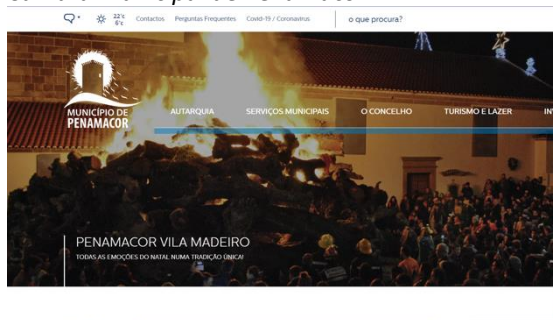 22°c
6°c
Contactos Perguntas Frequentes Covid-19 / Coronavírus o que procura?
MUNICÍPIO DE
PENAMACOR
AUTARQUIA SERVIÇOS MUNICIPAIS O CONCELHO TURISMO E LAZER
PENAMACOR VILA MADEIRO
TODAS AS EMOÇÕES DO NATAL NUMA TRADIÇÃO ÚNICA!